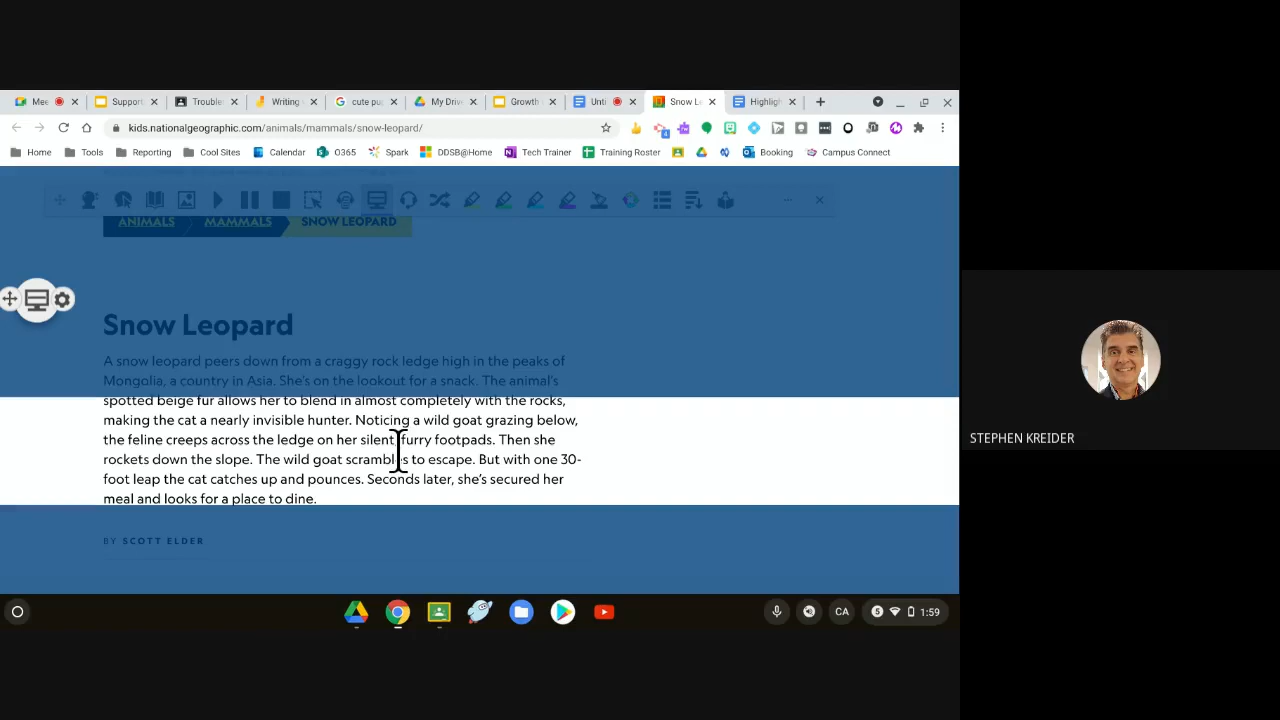 Mee
Support
Trouble
Writing
cute pu
My Driv
Growth
Unti
Snow Le
Highligh
kids.nationalgeographic.com/animals/mammals/snow-leopard/
4
Home
Tools
Reporting
Cool Sites
Calendar
O365
Spark
DDSB@Home
Tech Trainer
Training Roster
Booking
Campus Connect
ANIMALS
MAMMALS
SNOW LEOPARD
Snow Leopard
A snow leopard peers down from a craggy rock ledge high in the peaks of
Mongolia, a country in Asia. She's on the lookout for a snack. The animal's
spotted beige fur allows her to blend in almost completely with the rocks,
making the cat a nearly invisible hunter. Noticing a wild goat grazing below,
the feline creeps across the ledge on her silent, furry footpads. Then she
rockets down the slope. The wild goat scrambles to escape. But with one 30-
foot leap the cat catches up and pounces. Seconds later, she's secured her
meal and looks for a place to dine.
BY SCOTT ELDER
STEPHEN KREIDER
CA
5
1:59